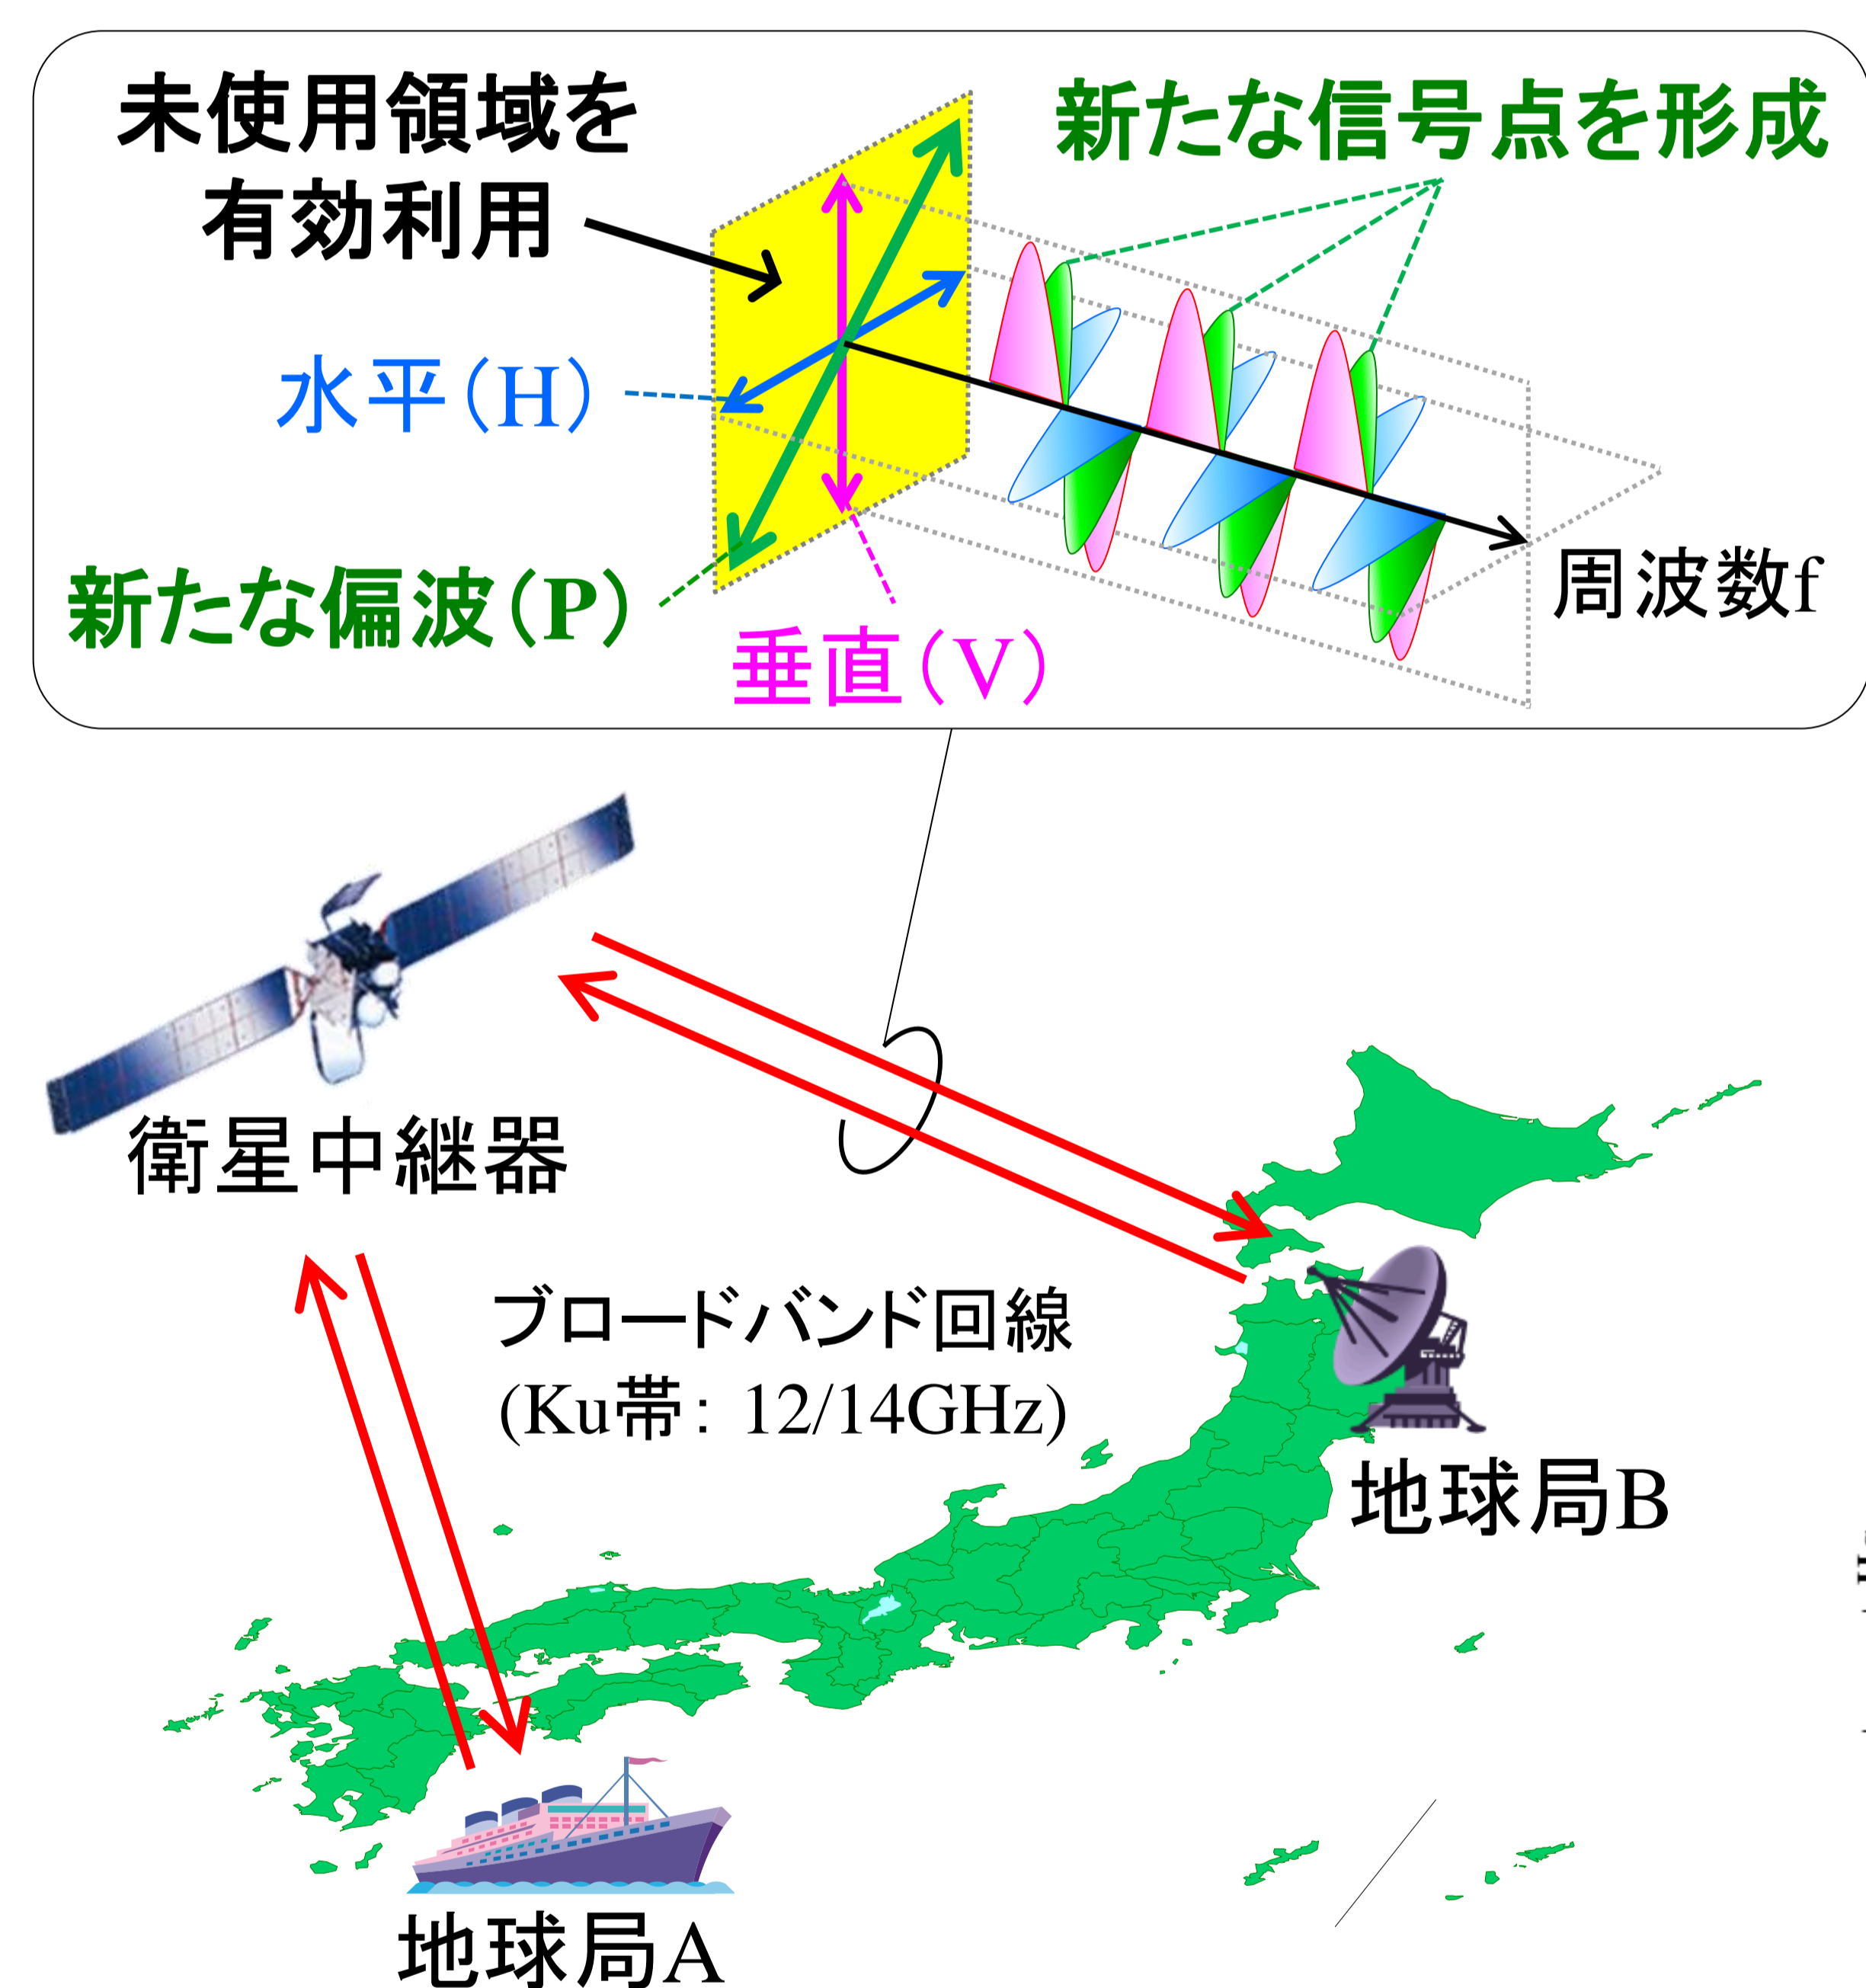 未使用領域を
有効利用
新たな信号点を形成
水平(H)
新たな偏波(P)
垂直(V)
周波数f
衛星中継器
ブロードバンド回線
(Ku帯: 12/14GHz)
地球局B
地球局A